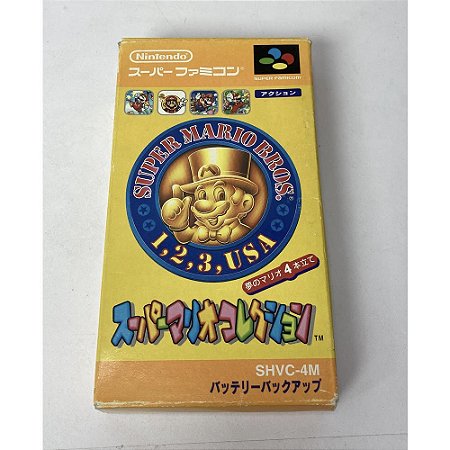 Nintendo
スーパーファミコン
SUPER FAMICOM
アクション
SUPER MARIO BROS.
®
1,2,3,USA
夢のマリオ4本立て
スーパーマリオコレクション
TM
SHVC-4M
バッテリーバックアップ